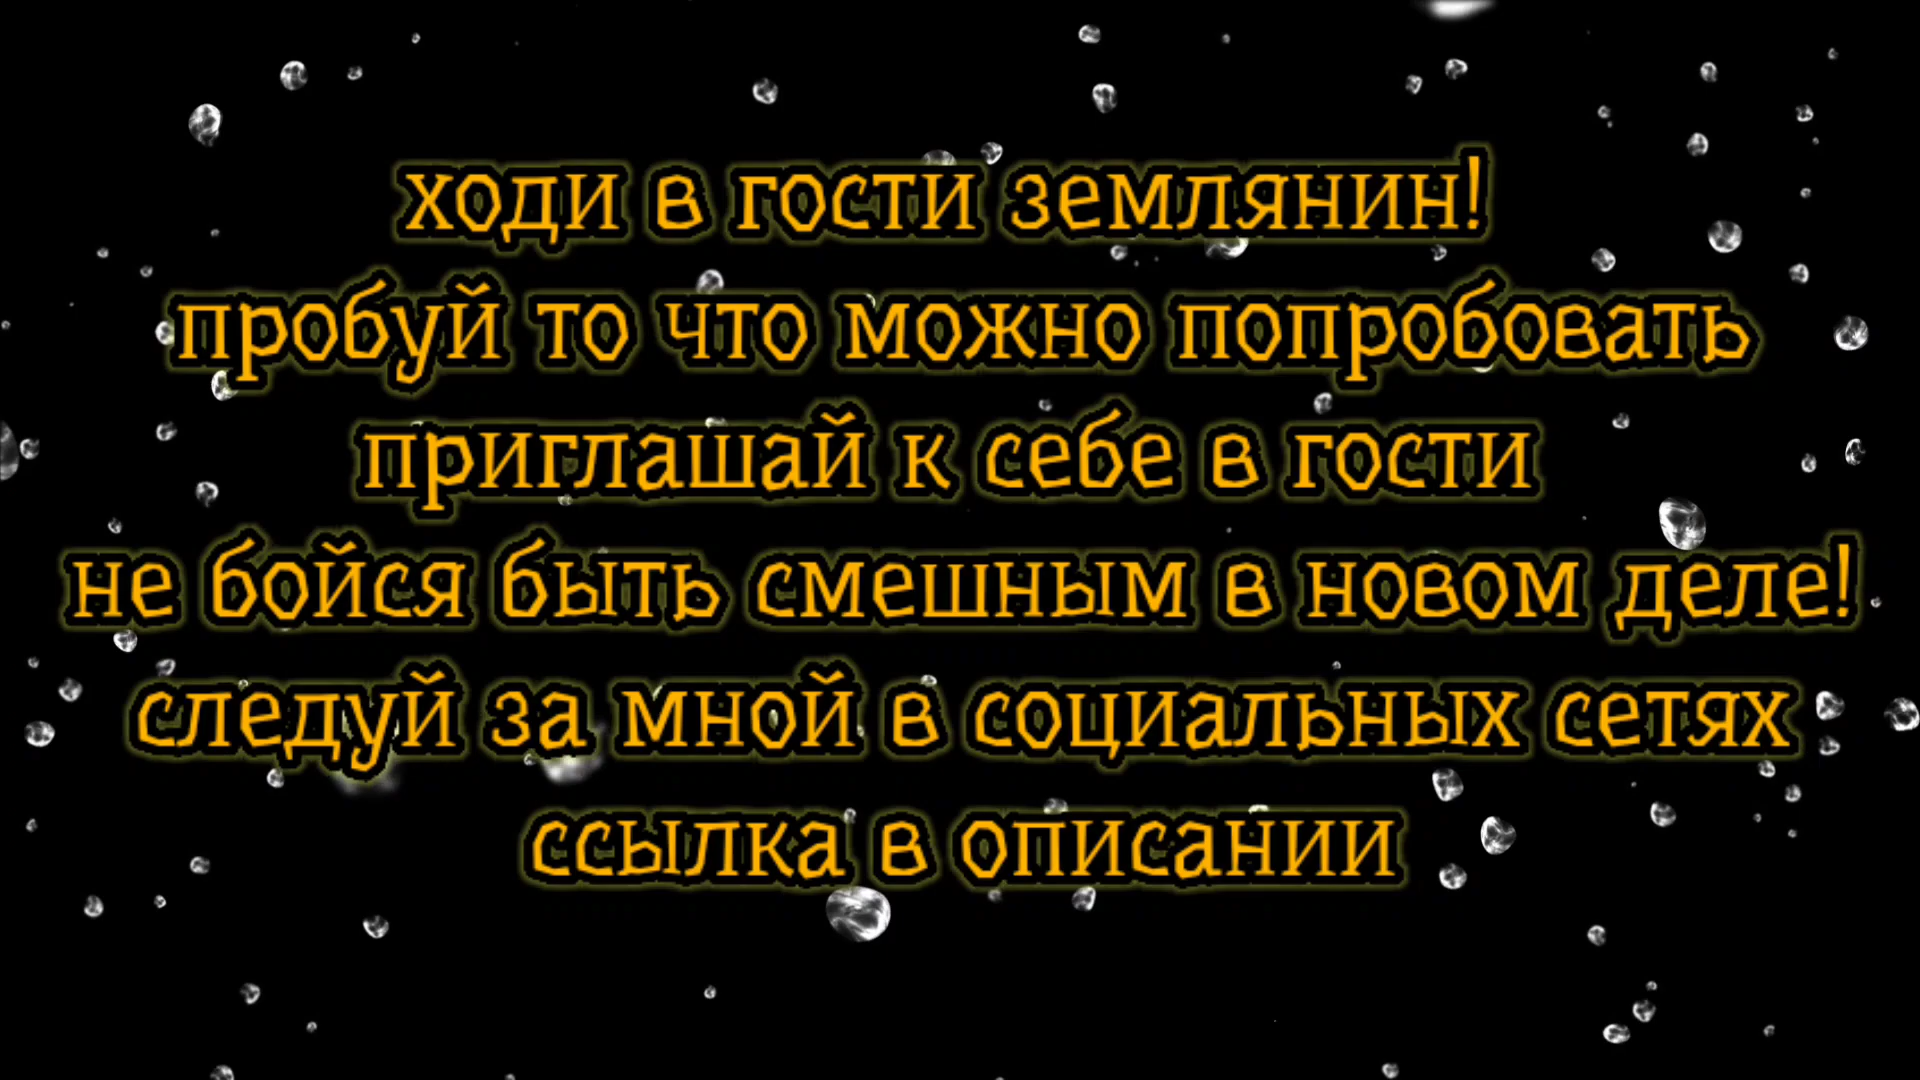 ходи в гости землянин!
пробуй то что можно попробовать
приглашай к себе в гости
не бойся быть смешным в новом деле!
следуй за мной в социальных сетях
ссылка в описании